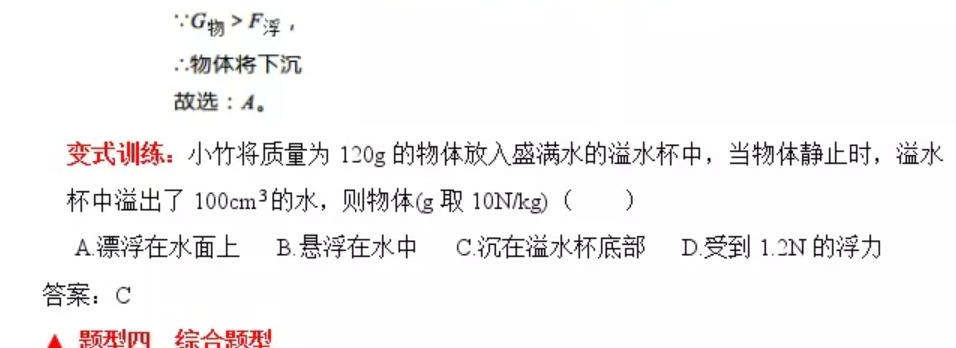 ∵G物 > F浮，
∴物体将下沉
故选：A。
变式训练：小竹将质量为 120g 的物体放入盛满水的溢水杯中，当物体静止时，溢水
杯中溢出了 100cm³的水，则物体(g 取 10N/kg)（　　）
A.漂浮在水面上　B.悬浮在水中　C.沉在溢水杯底部　D.受到 1.2N 的浮力
答案：C
▲ 题型四　综合题型